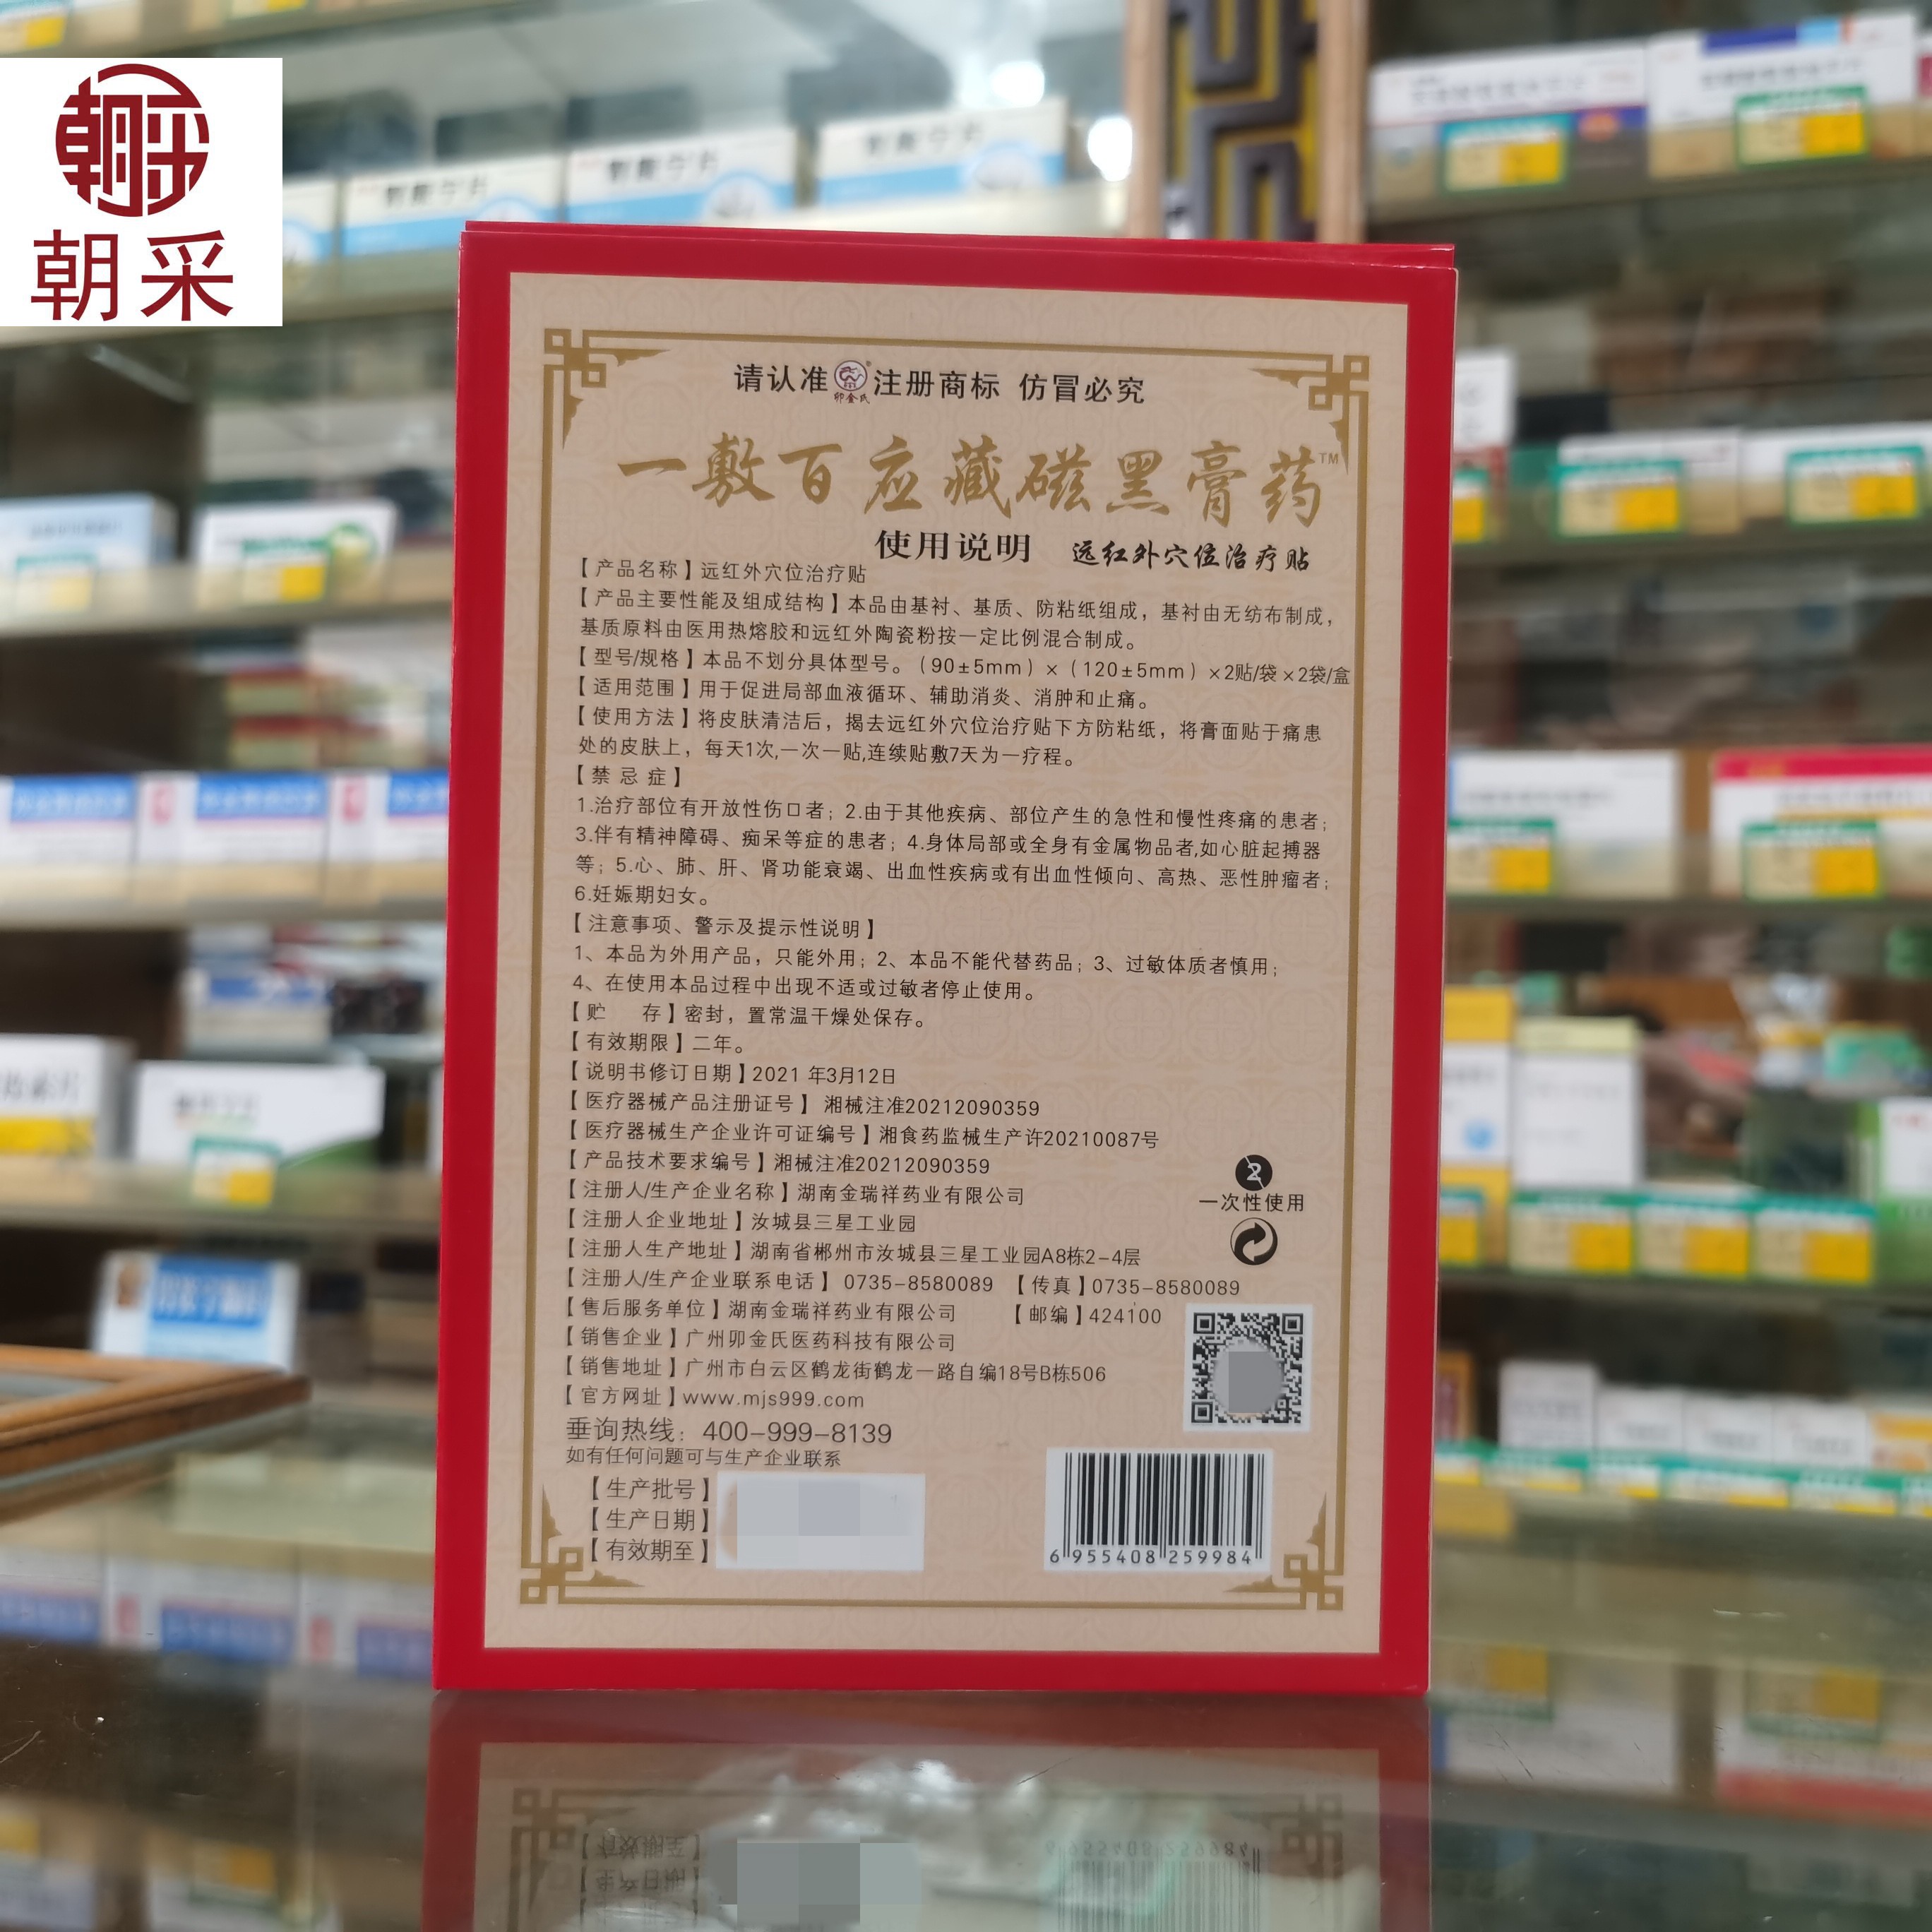 朝采
朝采
请认准 卯金氏 ® 注册商标 仿冒必究
一敷百应藏磁黑膏药™
使用说明 远红外穴位治疗贴
【产品名称】远红外穴位治疗贴
【产品主要性能及组成结构】本品由基衬、基质、防粘纸组成，基衬由无纺布制成，
基质原料由医用热熔胶和远红外陶瓷粉按一定比例混合制成。
【型号/规格】本品不划分具体型号。（90±5mm）×（120±5mm）×2贴/袋×2袋/盒
【适用范围】用于促进局部血液循环、辅助消炎、消肿和止痛。
【使用方法】将皮肤清洁后，揭去远红外穴位治疗贴下方防粘纸，将膏面贴于痛患
处的皮肤上，每天1次,一次一贴,连续贴敷7天为一疗程。
【禁忌症】
1.治疗部位有开放性伤口者；2.由于其他疾病、部位产生的急性和慢性疼痛的患者；
3.伴有精神障碍、痴呆等症的患者；4.身体局部或全身有金属物品者,如心脏起搏器
等；5.心、肺、肝、肾功能衰竭、出血性疾病或有出血性倾向、高热、恶性肿瘤者；
6.妊娠期妇女。
【注意事项、警示及提示性说明】
1、本品为外用产品，只能外用；2、本品不能代替药品；3、过敏体质者慎用；
4、在使用本品过程中出现不适或过敏者停止使用。
【贮 存】密封，置常温干燥处保存。
【有效期限】二年。
【说明书修订日期】2021 年3月12日
【医疗器械产品注册证号】 湘械注准20212090359
【医疗器械生产企业许可证编号】湘食药监械生产许20210087号
【产品技术要求编号】湘械注准20212090359
【注册人/生产企业名称】湖南金瑞祥药业有限公司
2
一次性使用
【注册人企业地址】汝城县三星工业园
【注册人生产地址】湖南省郴州市汝城县三星工业园A8栋2-4层
【注册人/生产企业联系电话】 0735-8580089 【传真】0735-8580089
【售后服务单位】湖南金瑞祥药业有限公司 【邮编】424100
【销售企业】广州卯金氏医药科技有限公司
【销售地址】广州市白云区鹤龙街鹤龙一路自编18号B栋506
【官方网址】www.mjs999.com
垂询热线：400-999-8139
如有任何问题可与生产企业联系
【生产批号】
【生产日期】
【有效期至】
6 955408 259984